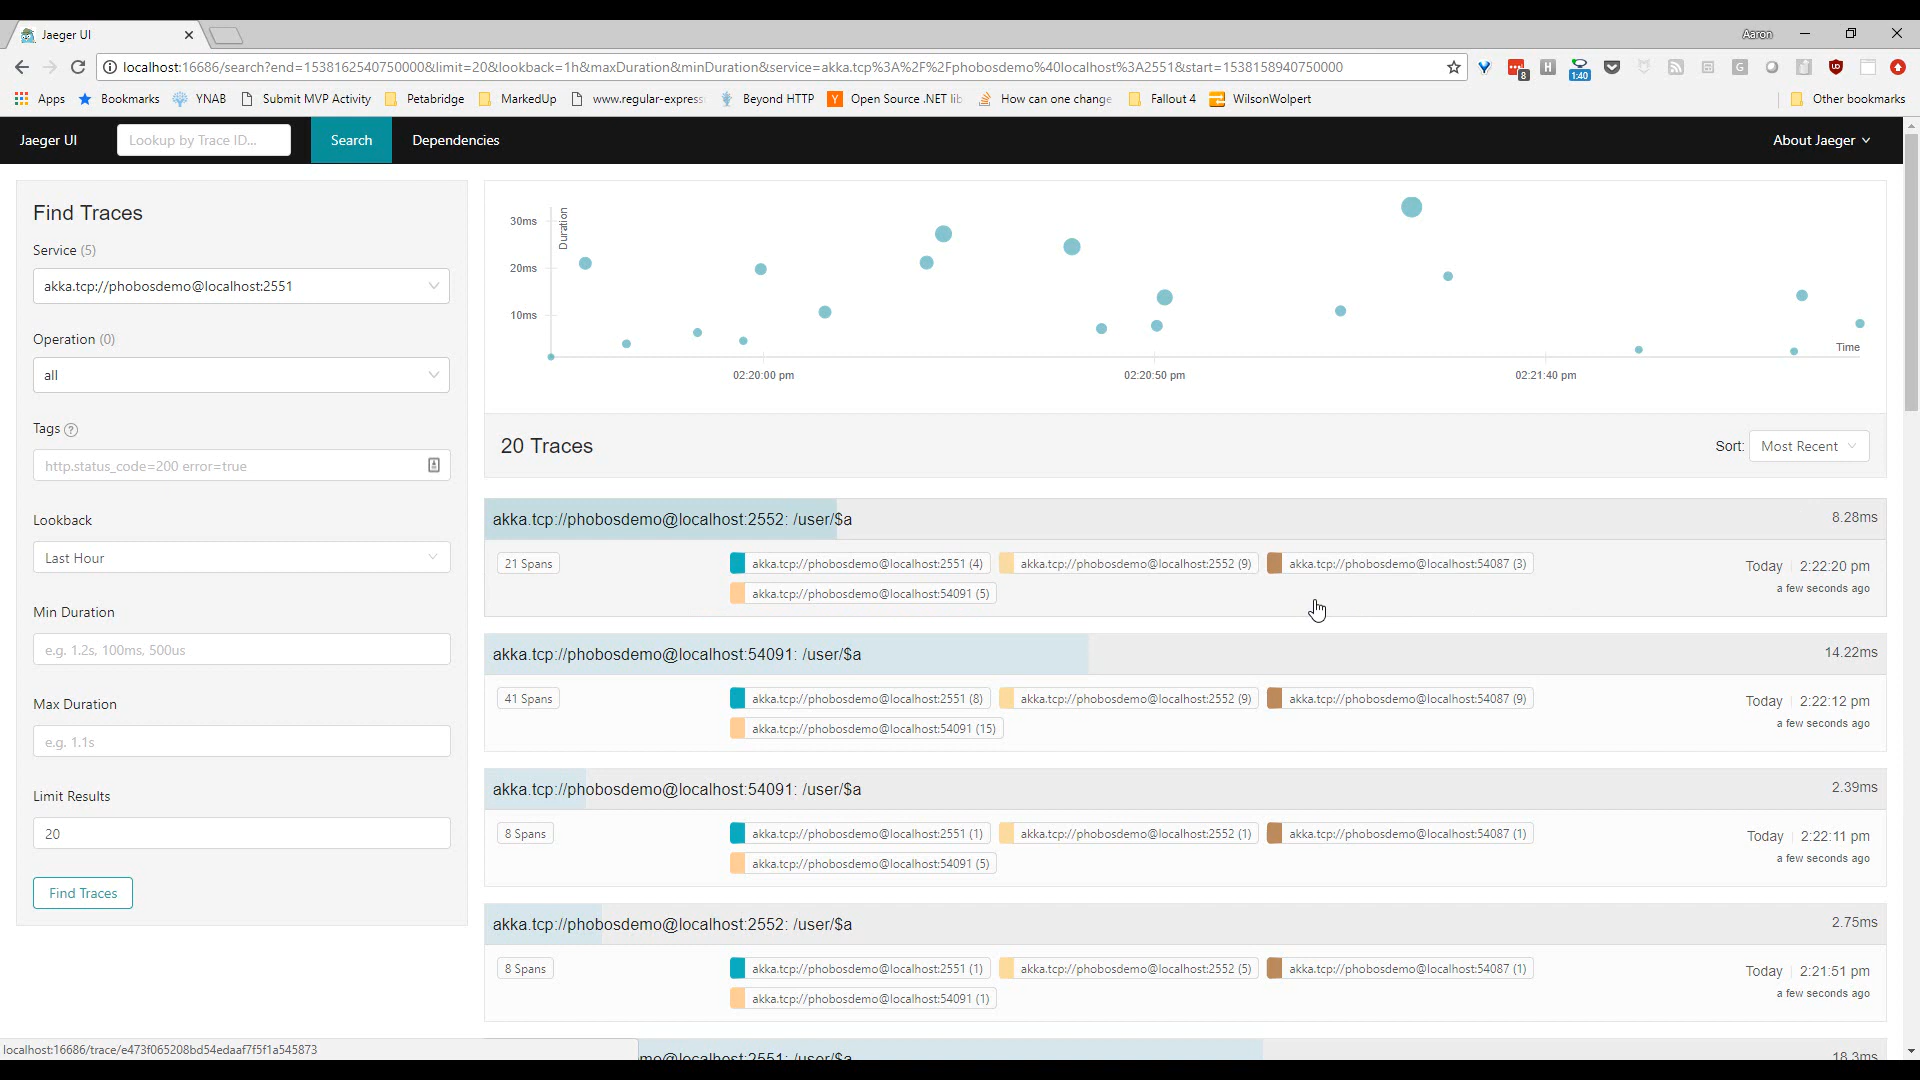 Jaeger UI
Aaron
localhost:16686/search?end=1538162540750000&limit=20&lookback=1h&maxDuration&minDuration&service=akka.tcp%3A%2F%2Fphobosdemo%40localhost%3A2551&start=1538158940750000
8
1:40
Apps
Bookmarks
YNAB
Submit MVP Activity
Petabridge
MarkedUp
www.regular-express
Beyond HTTP
Open Source .NET lib
How can one change
Fallout 4
WilsonWolpert
Other bookmarks
Jaeger UI
Lookup by Trace ID...
Search
Dependencies
About Jaeger
Find Traces
Service (5)
akka.tcp://phobosdemo@localhost:2551
Operation (0)
all
Tags
http.status_code=200 error=true
Lookback
Last Hour
Min Duration
e.g. 1.2s, 100ms, 500us
Max Duration
e.g. 1.1s
Limit Results
20
Find Traces
Duration
30ms
20ms
10ms
Time
02:20:00 pm
02:20:50 pm
02:21:40 pm
20 Traces
Sort: Most Recent
akka.tcp://phobosdemo@localhost:2552: /user/$a
8.28ms
21 Spans
akka.tcp://phobosdemo@localhost:2551 (4)
akka.tcp://phobosdemo@localhost:2552 (9)
akka.tcp://phobosdemo@localhost:54087 (3)
akka.tcp://phobosdemo@localhost:54091 (5)
Today | 2:22:20 pm
a few seconds ago
akka.tcp://phobosdemo@localhost:54091: /user/$a
14.22ms
41 Spans
akka.tcp://phobosdemo@localhost:2551 (8)
akka.tcp://phobosdemo@localhost:2552 (9)
akka.tcp://phobosdemo@localhost:54087 (9)
akka.tcp://phobosdemo@localhost:54091 (15)
Today | 2:22:12 pm
a few seconds ago
akka.tcp://phobosdemo@localhost:54091: /user/$a
2.39ms
8 Spans
akka.tcp://phobosdemo@localhost:2551 (1)
akka.tcp://phobosdemo@localhost:2552 (1)
akka.tcp://phobosdemo@localhost:54087 (1)
akka.tcp://phobosdemo@localhost:54091 (5)
Today | 2:22:11 pm
a few seconds ago
akka.tcp://phobosdemo@localhost:2552: /user/$a
2.75ms
8 Spans
akka.tcp://phobosdemo@localhost:2551 (1)
akka.tcp://phobosdemo@localhost:2552 (5)
akka.tcp://phobosdemo@localhost:54087 (1)
akka.tcp://phobosdemo@localhost:54091 (1)
Today | 2:21:51 pm
a few seconds ago
mo@localhost:2551: /user/$a
18.3ms
localhost:16686/trace/e473f065208bd54edaaf7f5f1a545873